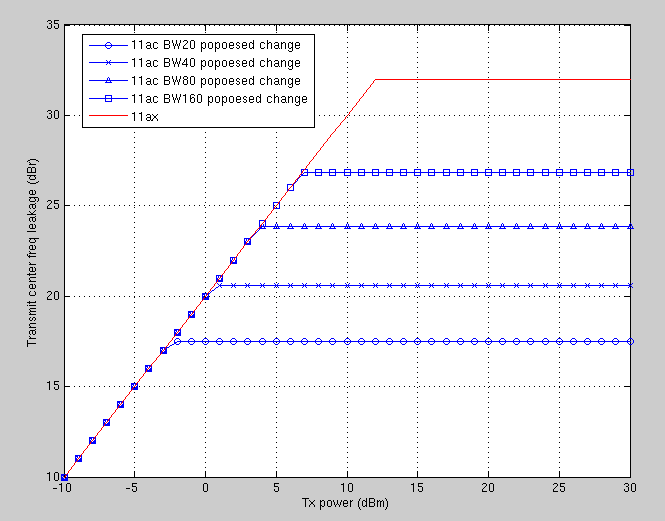 35
30
25
20
15
10
Transmit center freq leakage (dBr)
11ac BW20 popoesed change
11ac BW40 popoesed change
11ac BW80 popoesed change
11ac BW160 popoesed change
11ax
-10 -5 0 5 10 15 20 25 30
Tx power (dBm)